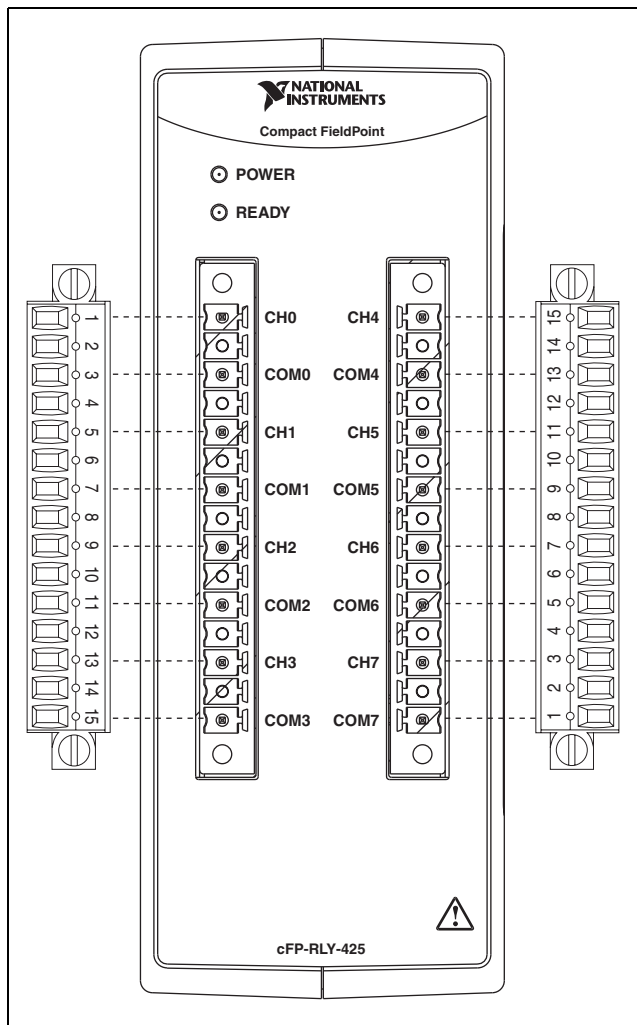 NATIONAL
INSTRUMENTS
Compact FieldPoint
POWER
READY
1 CH0 CH4 15
2 14
3 COM0 COM4 13
4 12
5 CH1 CH5 11
6 10
7 COM1 COM5 9
8 8
9 CH2 CH6 7
10 6
11 COM2 COM6 5
12 4
13 CH3 CH7 3
14 2
15 COM3 COM7 1
cFP-RLY-425